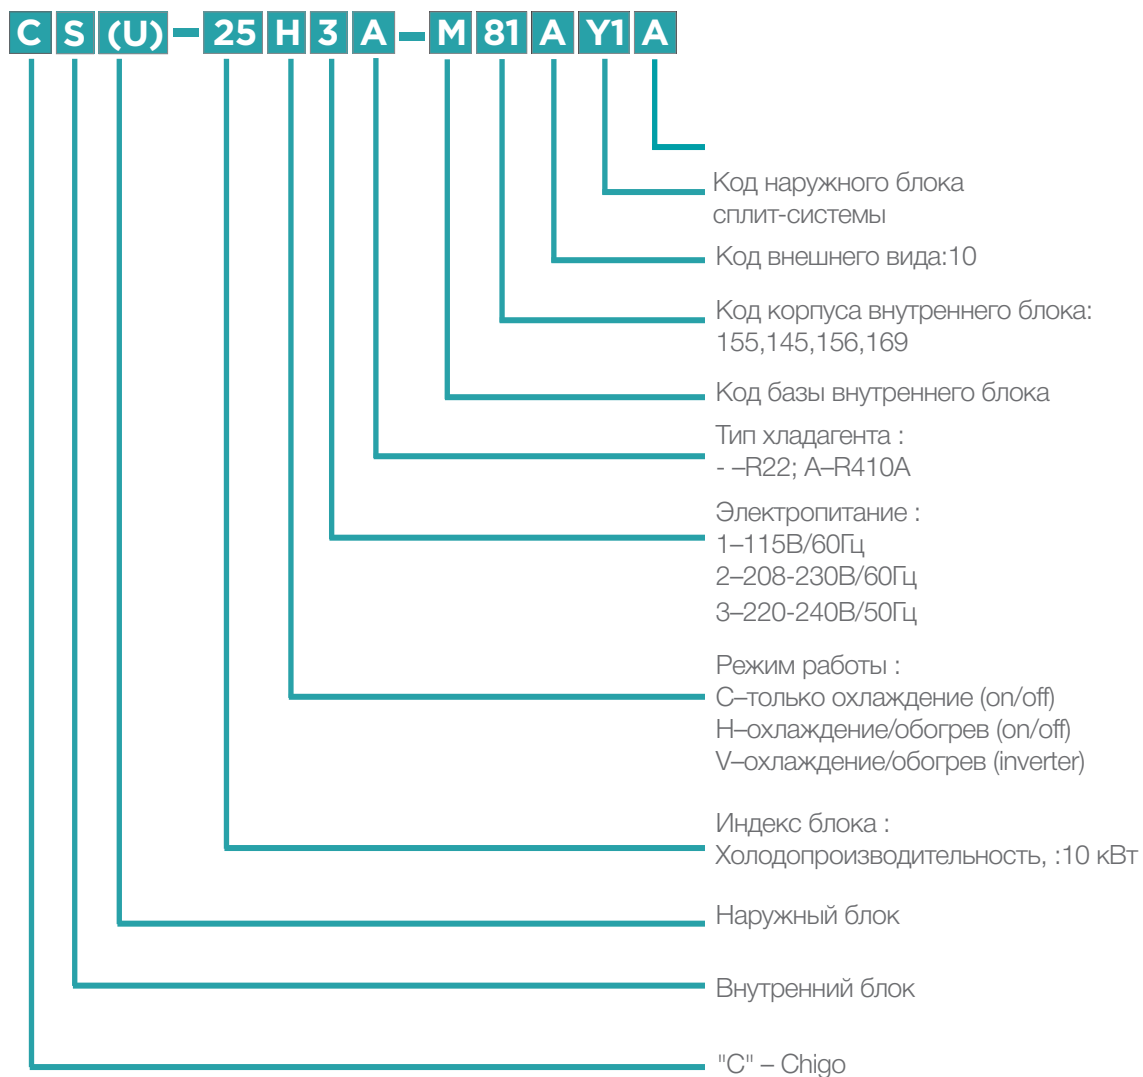 C S (U) – 25 H 3 A – M 81 A Y1 A
Код наружного блока
сплит-системы
Код внешнего вида:10
Код корпуса внутреннего блока:
155,145,156,169
Код базы внутреннего блока
Тип хладагента :
- –R22; A–R410A
Электропитание :
1–115В/60Гц
2–208-230В/60Гц
3–220-240В/50Гц
Режим работы :
C–только охлаждение (on/off)
H–охлаждение/обогрев (on/off)
V–охлаждение/обогрев (inverter)
Индекс блока :
Холодопроизводительность, :10 кВт
Наружный блок
Внутренний блок
"C" – Chigo